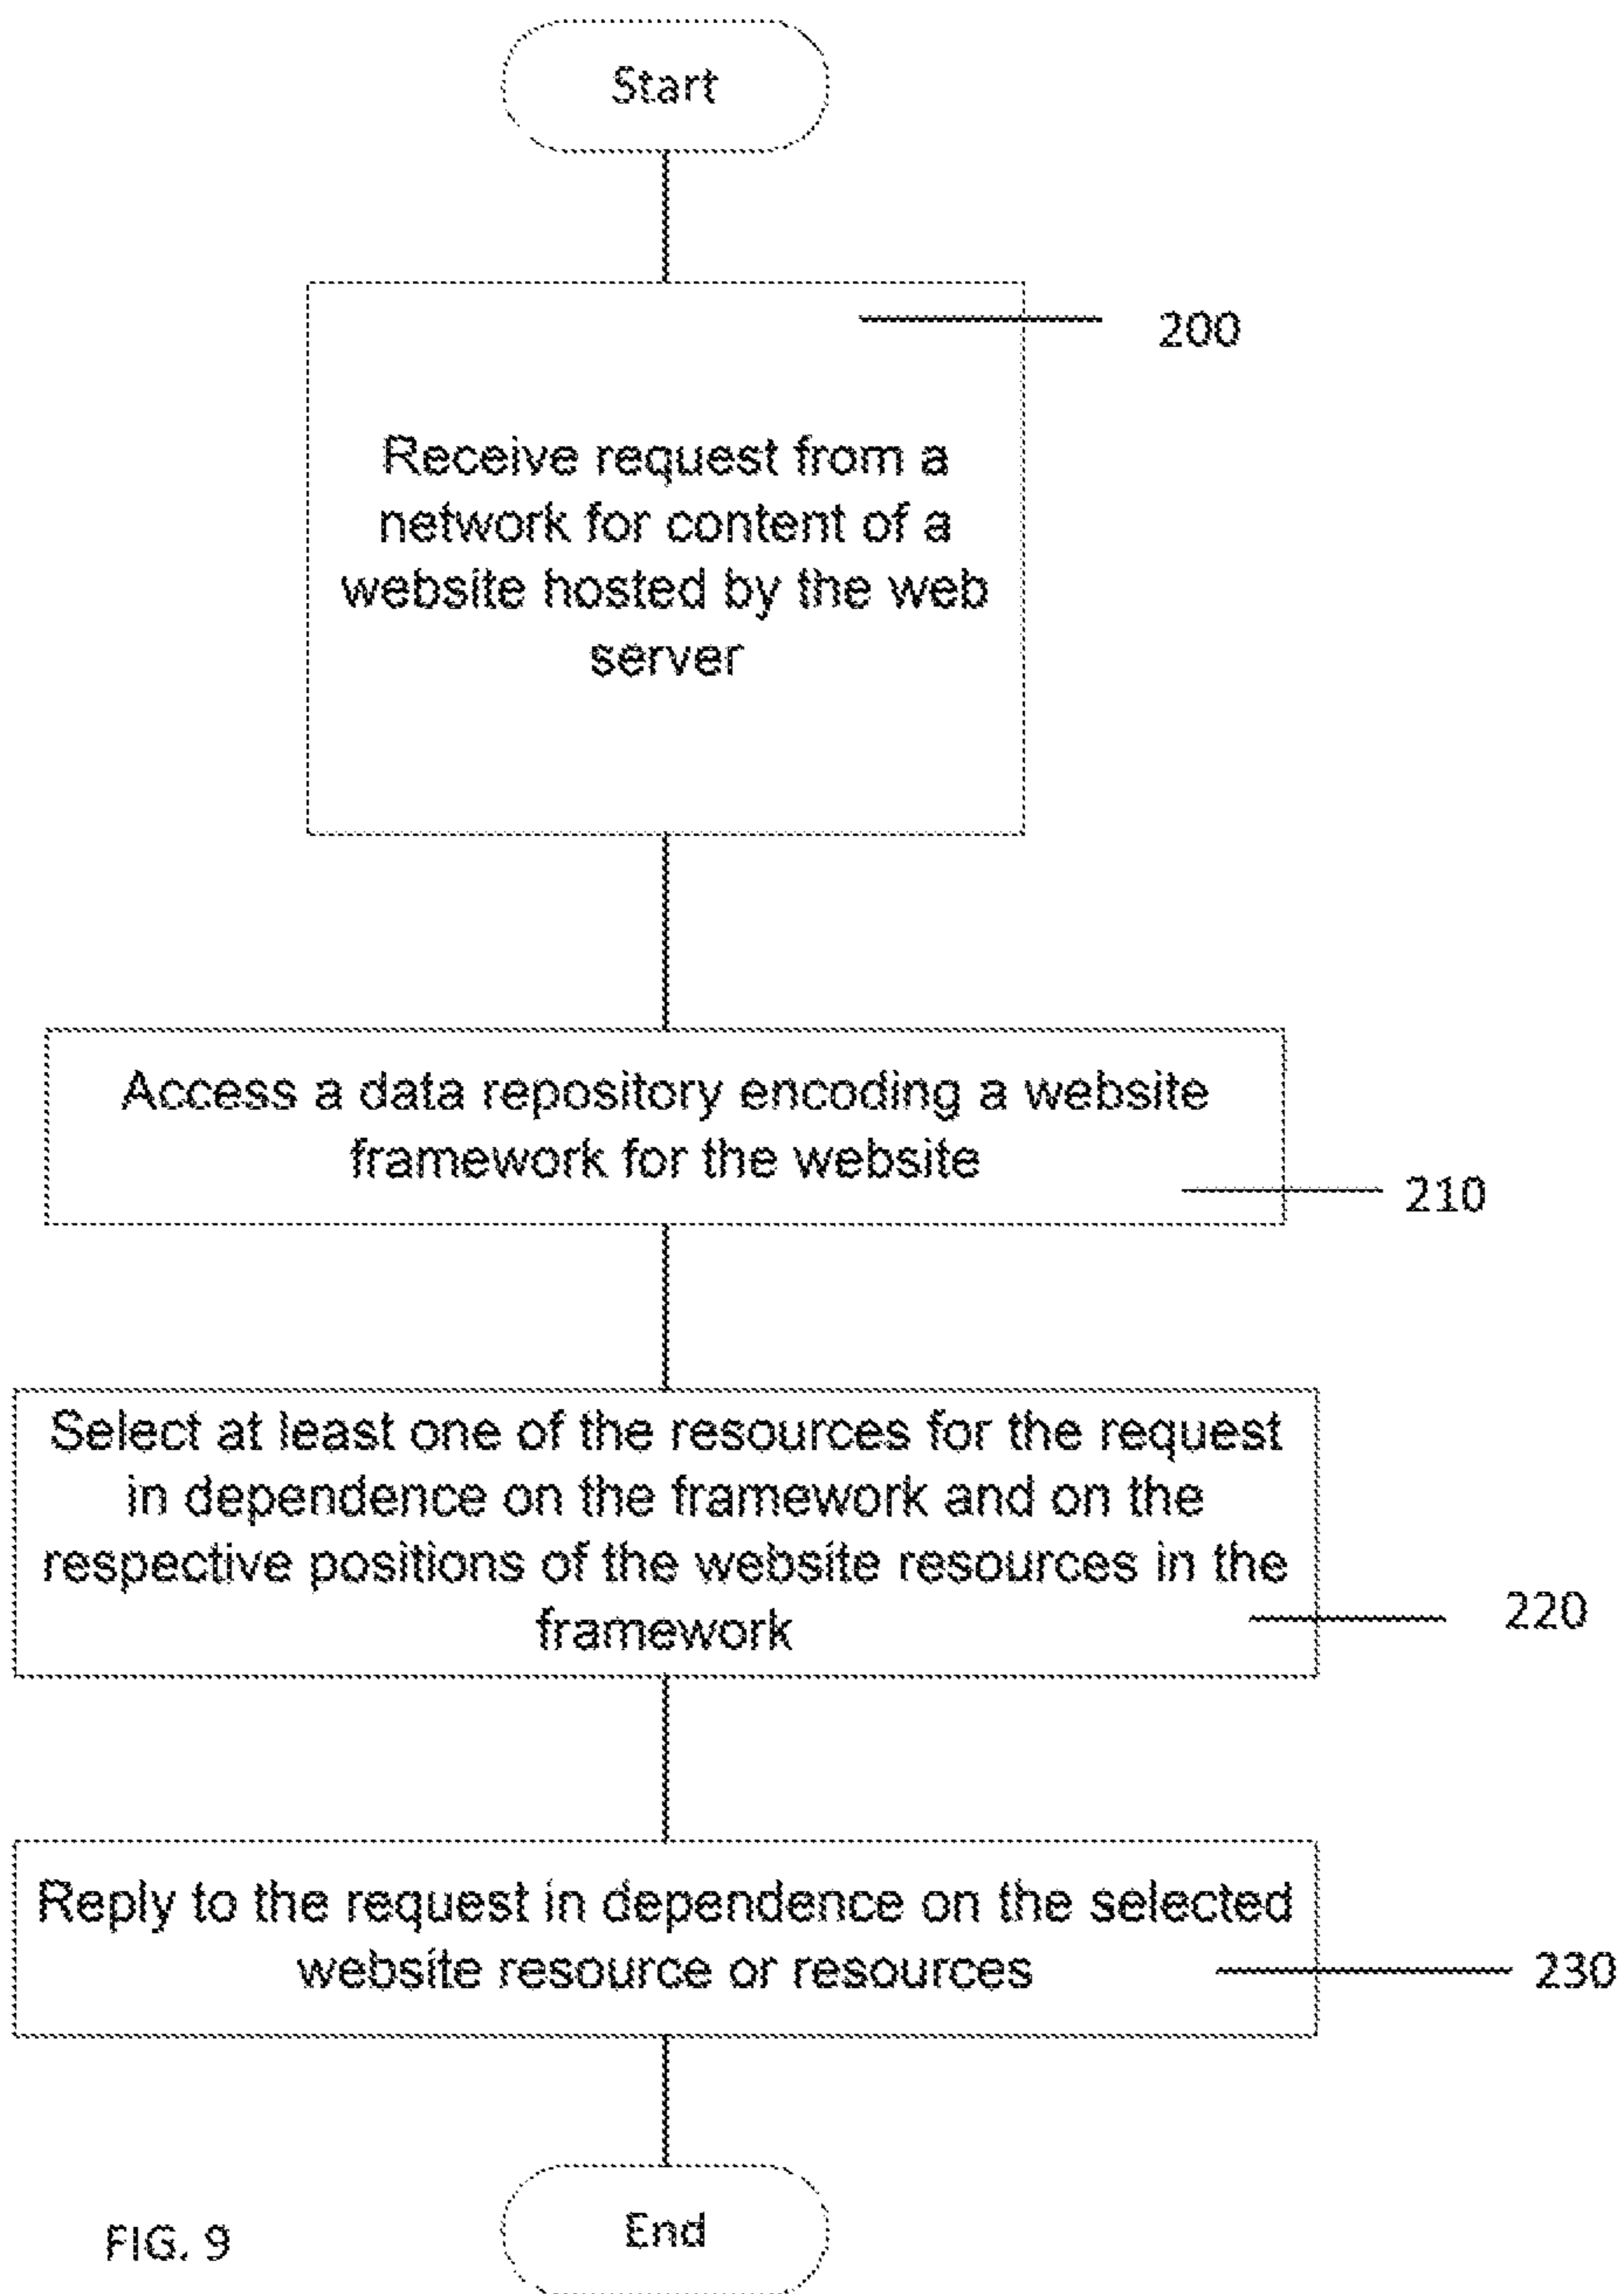 Start
200
Receive request from a
network for content of a
website hosted by the web
server
Access a data repository encoding a website
framework for the website
210
Select at least one of the resources for the request
in dependence on the framework and on the
respective positions of the website resources in the
framework
220
Reply to the request in dependence on the selected
website resource or resources
230
End
FIG. 9